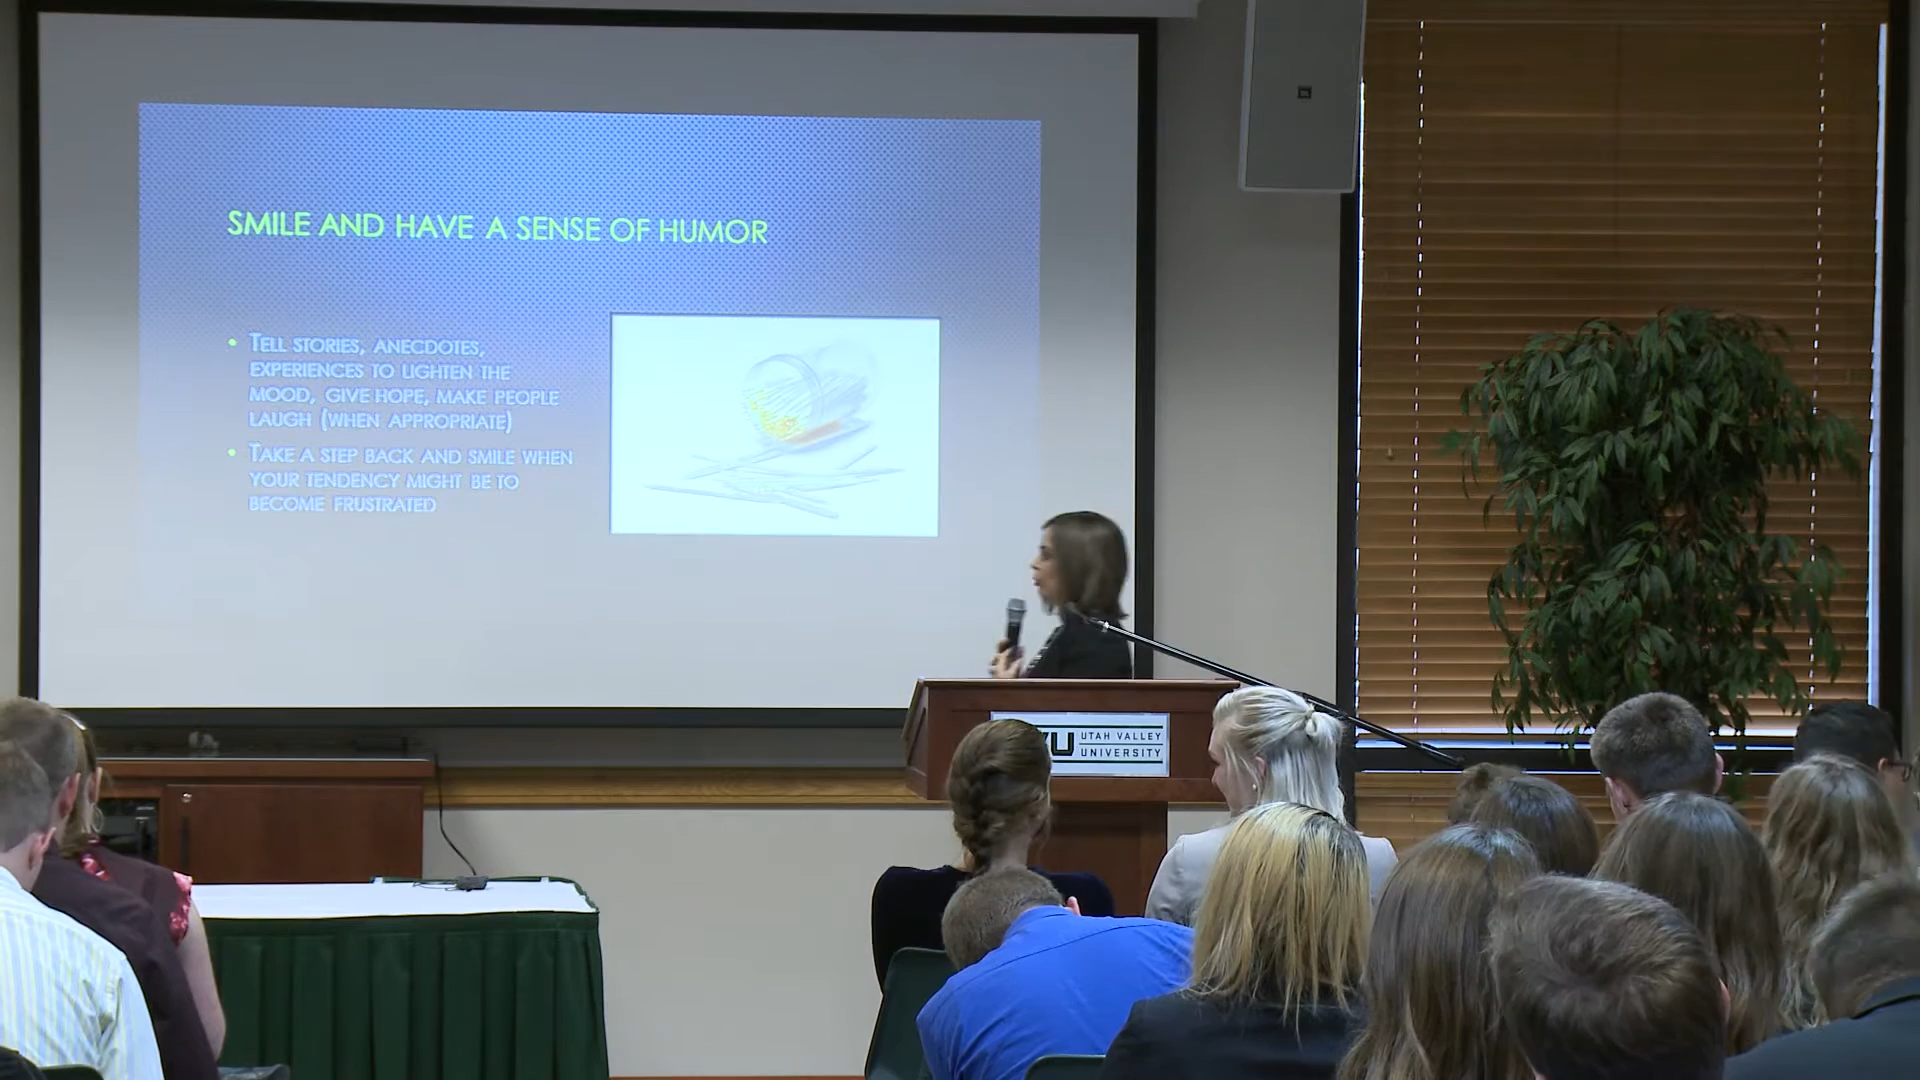 SMILE AND HAVE A SENSE OF HUMOR
• TELL STORIES, ANECDOTES,
EXPERIENCES TO LIGHTEN THE
MOOD, GIVE HOPE, MAKE PEOPLE
LAUGH (WHEN APPROPRIATE)
• TAKE A STEP BACK AND SMILE WHEN
YOUR TENDENCY MIGHT BE TO
BECOME FRUSTRATED
UTAH VALLEY
UNIVERSITY